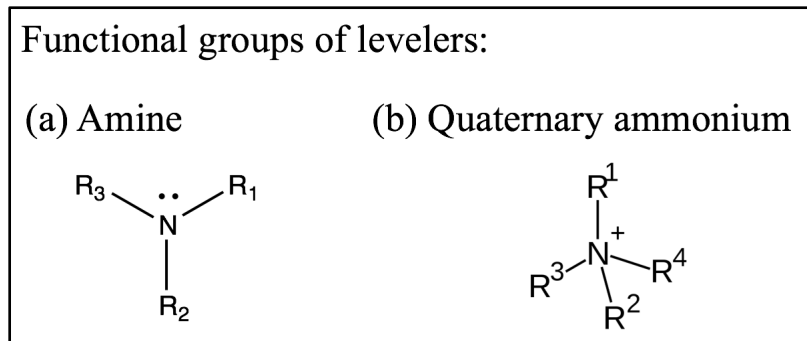 Functional groups of levelers:
(a) Amine
(b) Quaternary ammonium
R₃
R₁
N
R₂
R¹
N⁺
R³
R⁴
R²